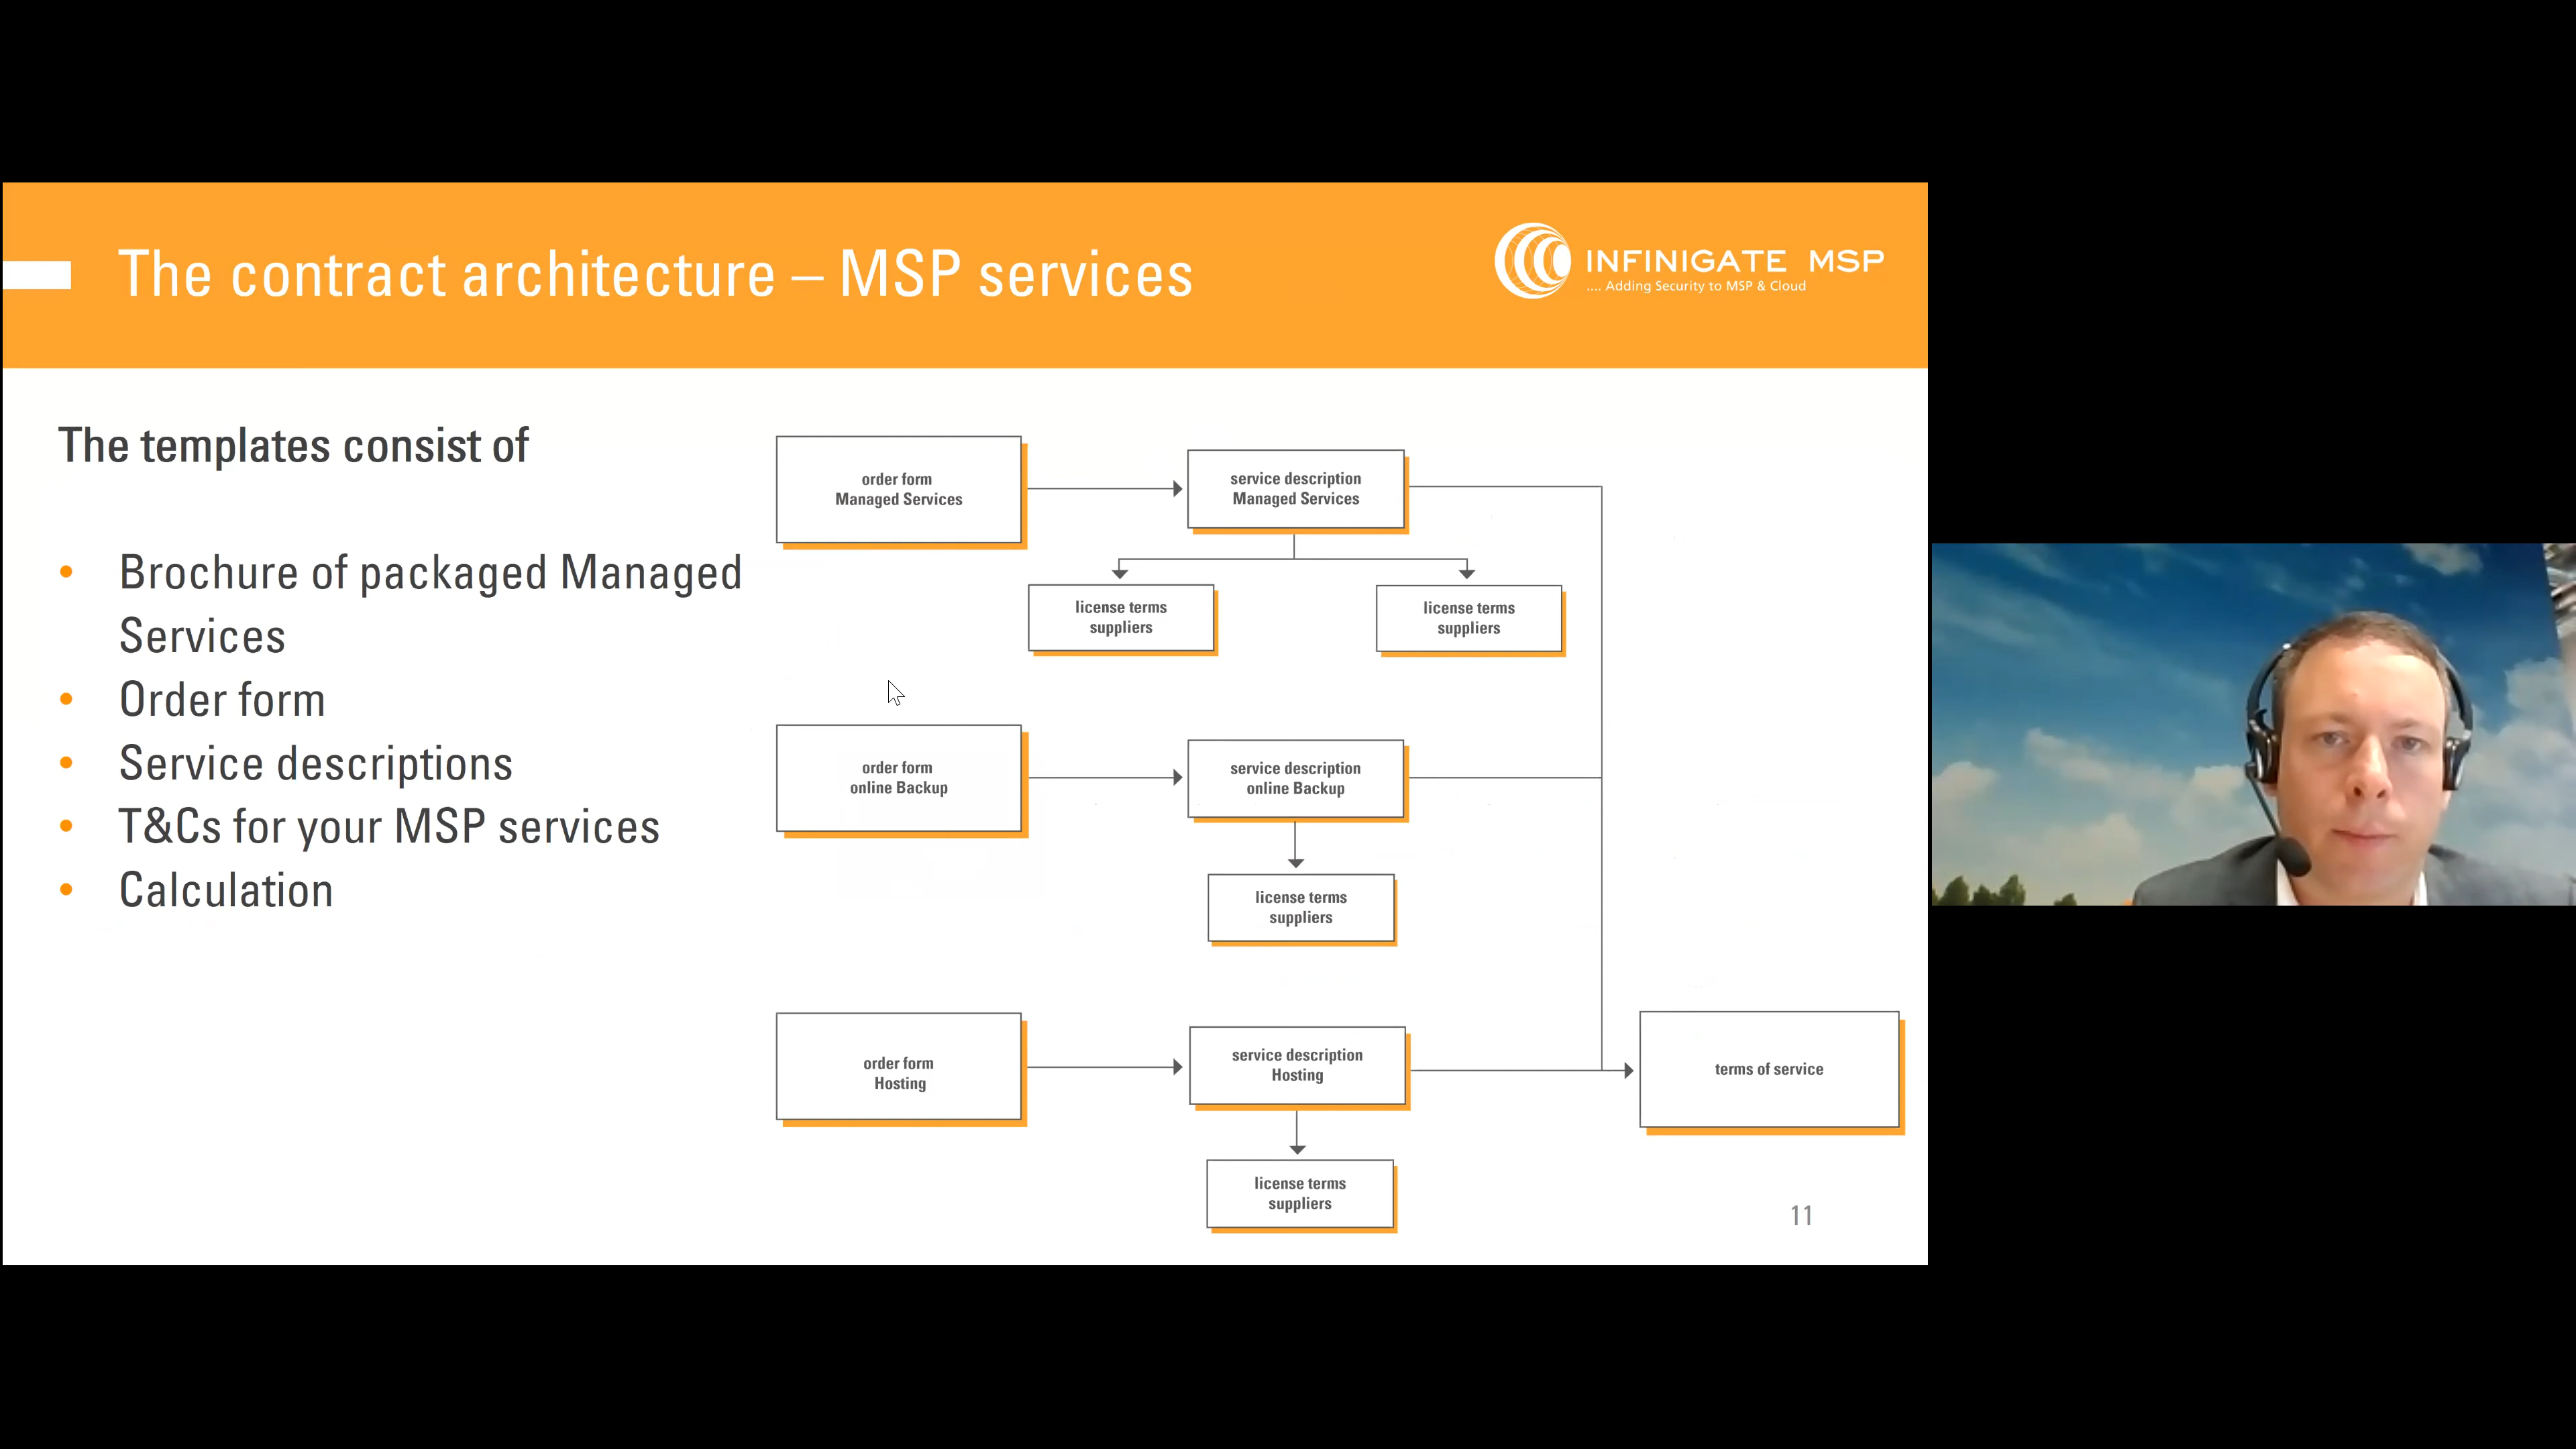 The contract architecture – MSP services
INFINIGATE MSP
.... Adding Security to MSP & Cloud
The templates consist of
• Brochure of packaged Managed
Services
• Order form
• Service descriptions
• T&Cs for your MSP services
• Calculation
order form
Managed Services
service description
Managed Services
license terms
suppliers
license terms
suppliers
order form
online Backup
service description
online Backup
license terms
suppliers
order form
Hosting
service description
Hosting
terms of service
license terms
suppliers
11